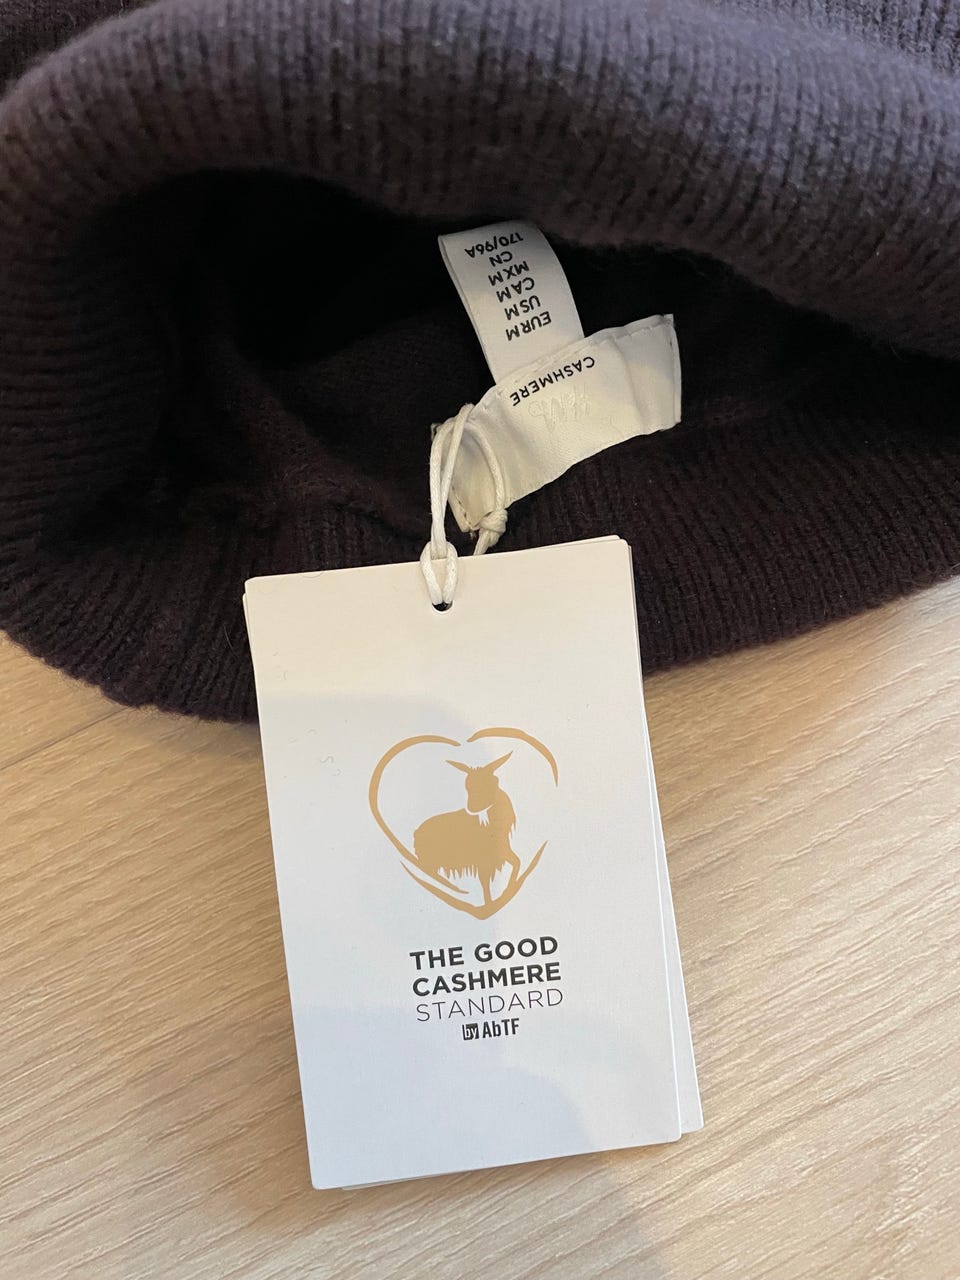 170/96A
CN
MXM
CAM
USM
EURM
H&M
CASHMERE
THE GOOD
CASHMERE
STANDARD
by AbTF